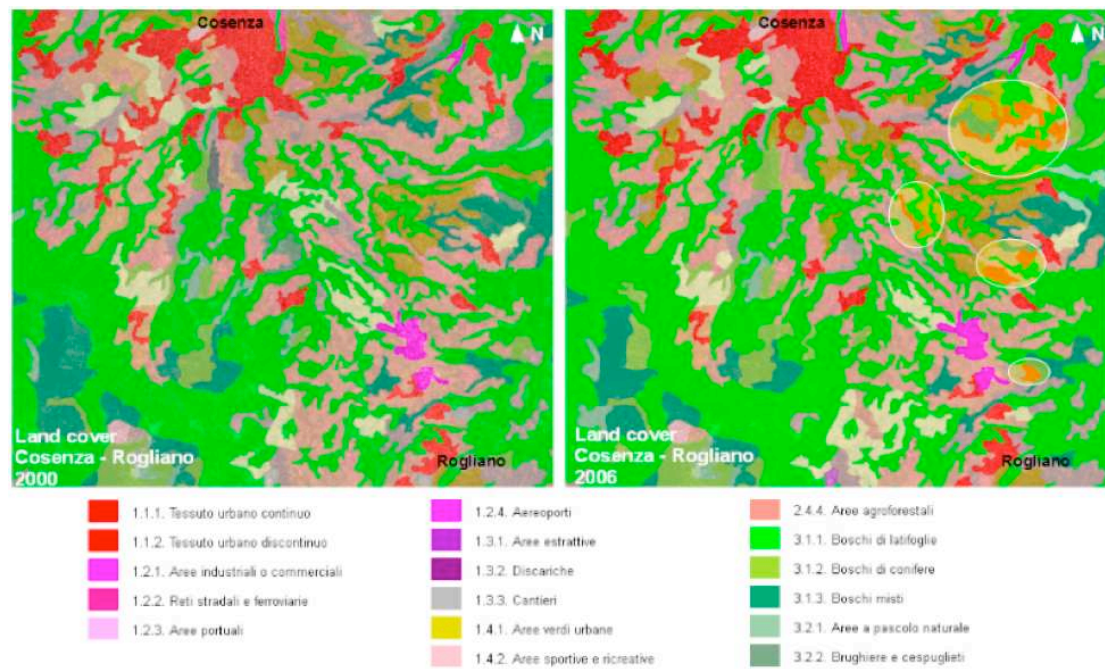 Cosenza
N
Land cover
Cosenza - Rogliano
2000
Rogliano
Cosenza
N
Land cover
Cosenza - Rogliano
2006
Rogliano
1.1.1. Tessuto urbano continuo
1.1.2. Tessuto urbano discontinuo
1.2.1. Aree industriali o commerciali
1.2.2. Reti stradali e ferroviarie
1.2.3. Aree portuali
1.2.4. Aereoporti
1.3.1. Aree estrattive
1.3.2. Discariche
1.3.3. Cantieri
1.4.1. Aree verdi urbane
1.4.2. Aree sportive e ricreative
2.4.4. Aree agroforestali
3.1.1. Boschi di latifoglie
3.1.2. Boschi di conifere
3.1.3. Boschi misti
3.2.1. Aree a pascolo naturale
3.2.2. Brughiere e cespuglieti